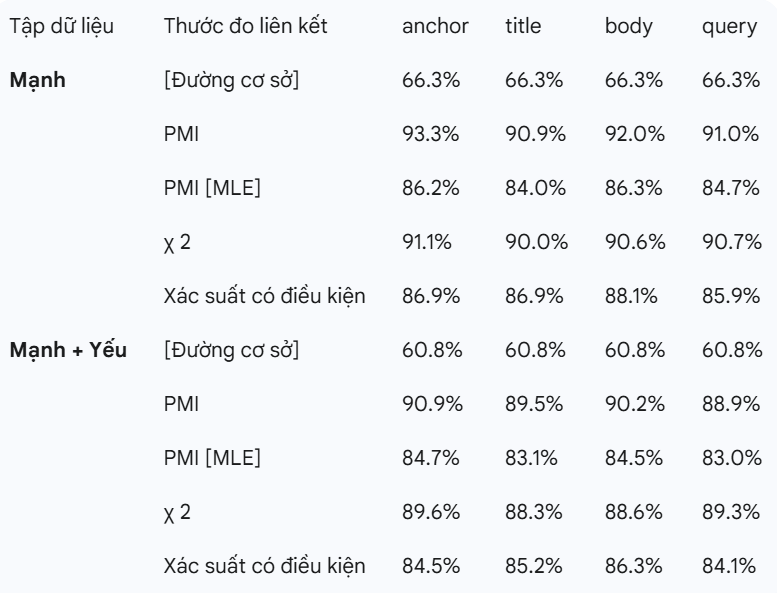 Tập dữ liệu Thước đo liên kết anchor title body query
Mạnh [Đường cơ sở] 66.3% 66.3% 66.3% 66.3%
PMI 93.3% 90.9% 92.0% 91.0%
PMI [MLE] 86.2% 84.0% 86.3% 84.7%
χ 2 91.1% 90.0% 90.6% 90.7%
Xác suất có điều kiện 86.9% 86.9% 88.1% 85.9%
Mạnh + Yếu [Đường cơ sở] 60.8% 60.8% 60.8% 60.8%
PMI 90.9% 89.5% 90.2% 88.9%
PMI [MLE] 84.7% 83.1% 84.5% 83.0%
χ 2 89.6% 88.3% 88.6% 89.3%
Xác suất có điều kiện 84.5% 85.2% 86.3% 84.1%